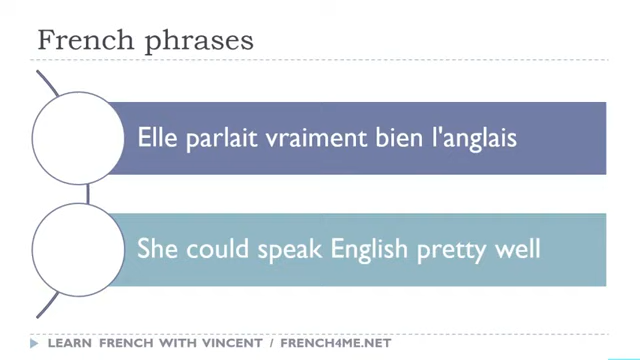 French phrases
Elle parlait vraiment bien l'anglais
She could speak English pretty well
LEARN FRENCH WITH VINCENT / FRENCH4ME.NET